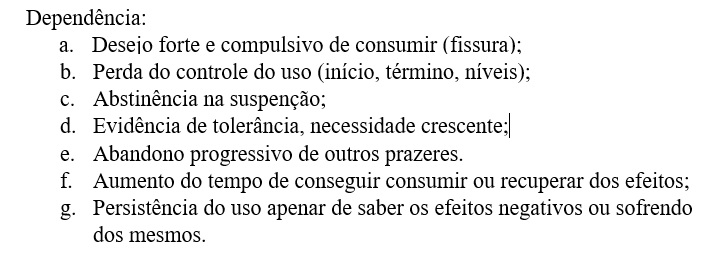 Dependência:
a. Desejo forte e compulsivo de consumir (fissura);
b. Perda do controle do uso (início, término, níveis);
c. Abstinência na suspenção;
d. Evidência de tolerância, necessidade crescente;
e. Abandono progressivo de outros prazeres.
f. Aumento do tempo de conseguir consumir ou recuperar dos efeitos;
g. Persistência do uso apenar de saber os efeitos negativos ou sofrendo
dos mesmos.